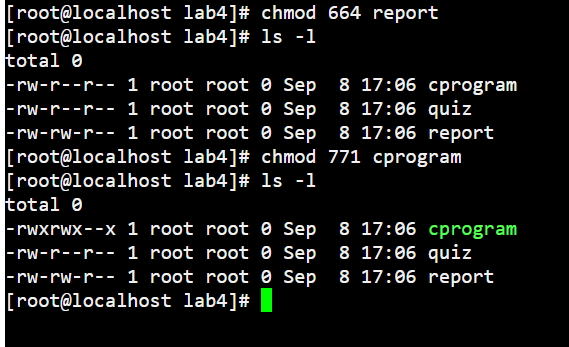 [root@localhost lab4]# chmod 664 report
[root@localhost lab4]# ls -l
total 0
-rw-r--r-- 1 root root 0 Sep  8 17:06 cprogram
-rw-r--r-- 1 root root 0 Sep  8 17:06 quiz
-rw-rw-r-- 1 root root 0 Sep  8 17:06 report
[root@localhost lab4]# chmod 771 cprogram
[root@localhost lab4]# ls -l
total 0
-rwxrwx--x 1 root root 0 Sep  8 17:06 cprogram
-rw-r--r-- 1 root root 0 Sep  8 17:06 quiz
-rw-rw-r-- 1 root root 0 Sep  8 17:06 report
[root@localhost lab4]#